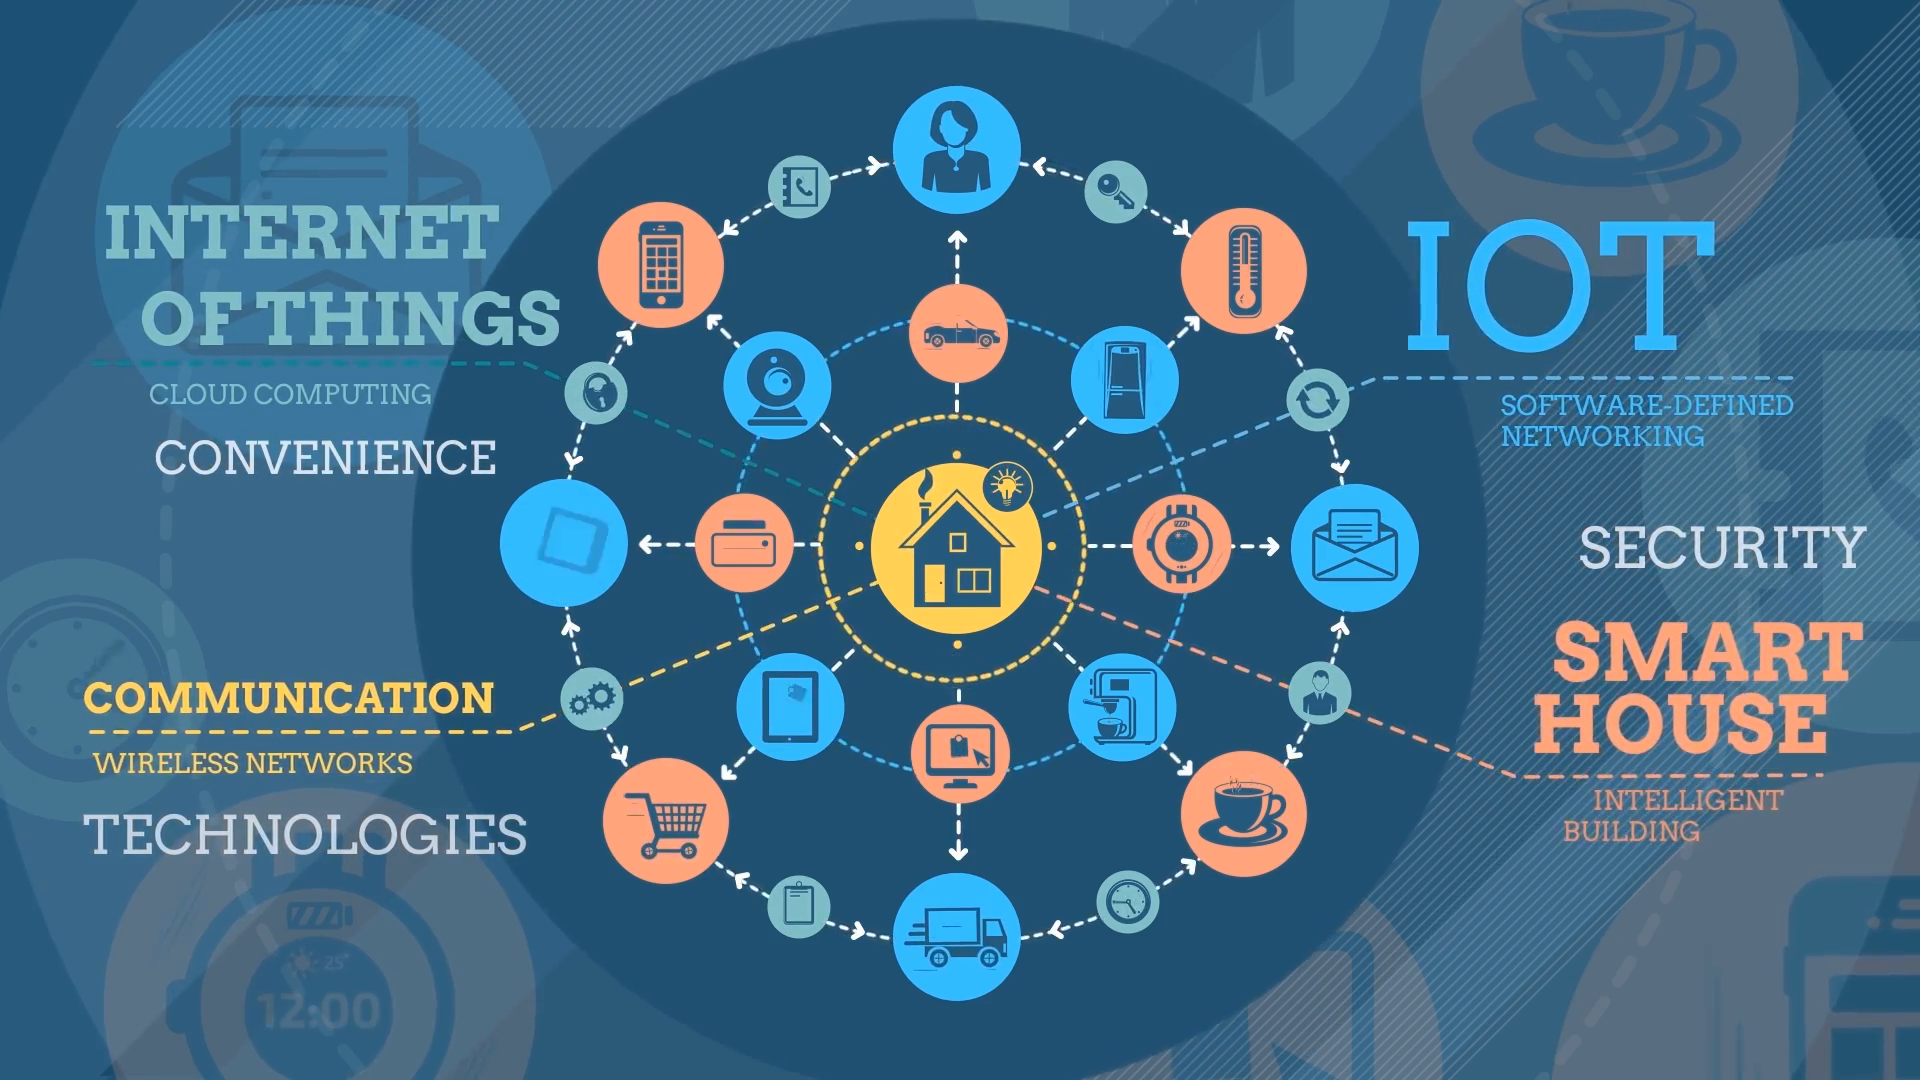 INTERNET
OF THINGS
CLOUD COMPUTING
CONVENIENCE
COMMUNICATION
WIRELESS NETWORKS
TECHNOLOGIES
25°
12:00
IOT
SOFTWARE-DEFINED
NETWORKING
SECURITY
SMART
HOUSE
INTELLIGENT
BUILDING